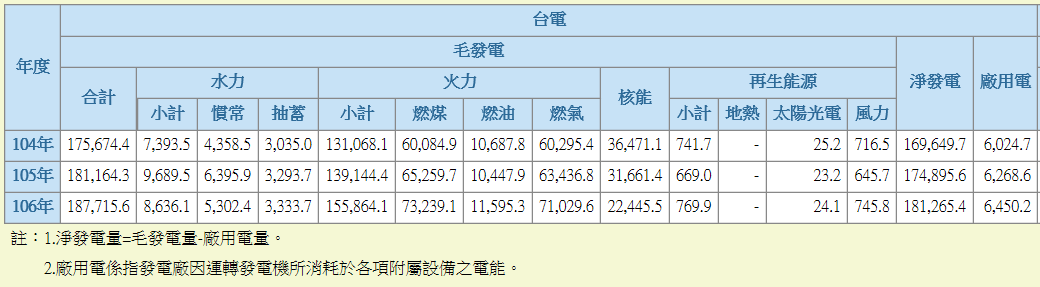 台電
年度 毛發電 淨發電 廠用電
合計 水力 火力 核能 再生能源
小計 慣常 抽蓄 小計 燃煤 燃油 燃氣 小計 地熱 太陽光電 風力
104年 175,674.4 7,393.5 4,358.5 3,035.0 131,068.1 60,084.9 10,687.8 60,295.4 36,471.1 741.7 - 25.2 716.5 169,649.7 6,024.7
105年 181,164.3 9,689.5 6,395.9 3,293.7 139,144.4 65,259.7 10,447.9 63,436.8 31,661.4 669.0 - 23.2 645.7 174,895.6 6,268.6
106年 187,715.6 8,636.1 5,302.4 3,333.7 155,864.1 73,239.1 11,595.3 71,029.6 22,445.5 769.9 - 24.1 745.8 181,265.4 6,450.2
註：1.淨發電量=毛發電量-廠用電量。
2.廠用電係指發電廠因運轉發電機所消耗於各項附屬設備之電能。